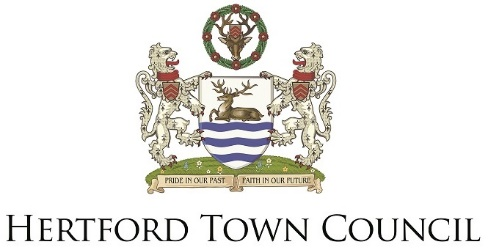 PRIDE IN OUR PAST FAITH IN OUR FUTURE
HERTFORD TOWN COUNCIL